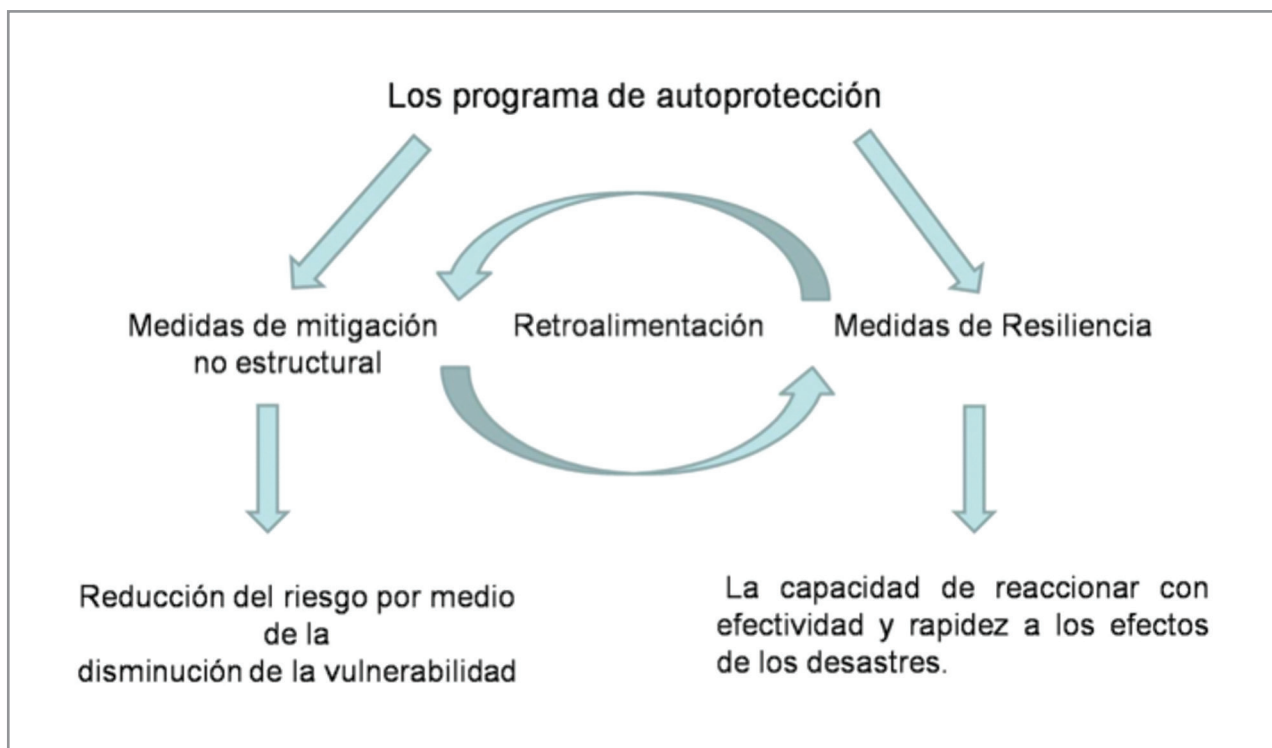 Los programa de autoprotección
Medidas de mitigación
no estructural
Retroalimentación
Medidas de Resiliencia
Reducción del riesgo por medio
de la
disminución de la vulnerabilidad
La capacidad de reaccionar con
efectividad y rapidez a los efectos
de los desastres.